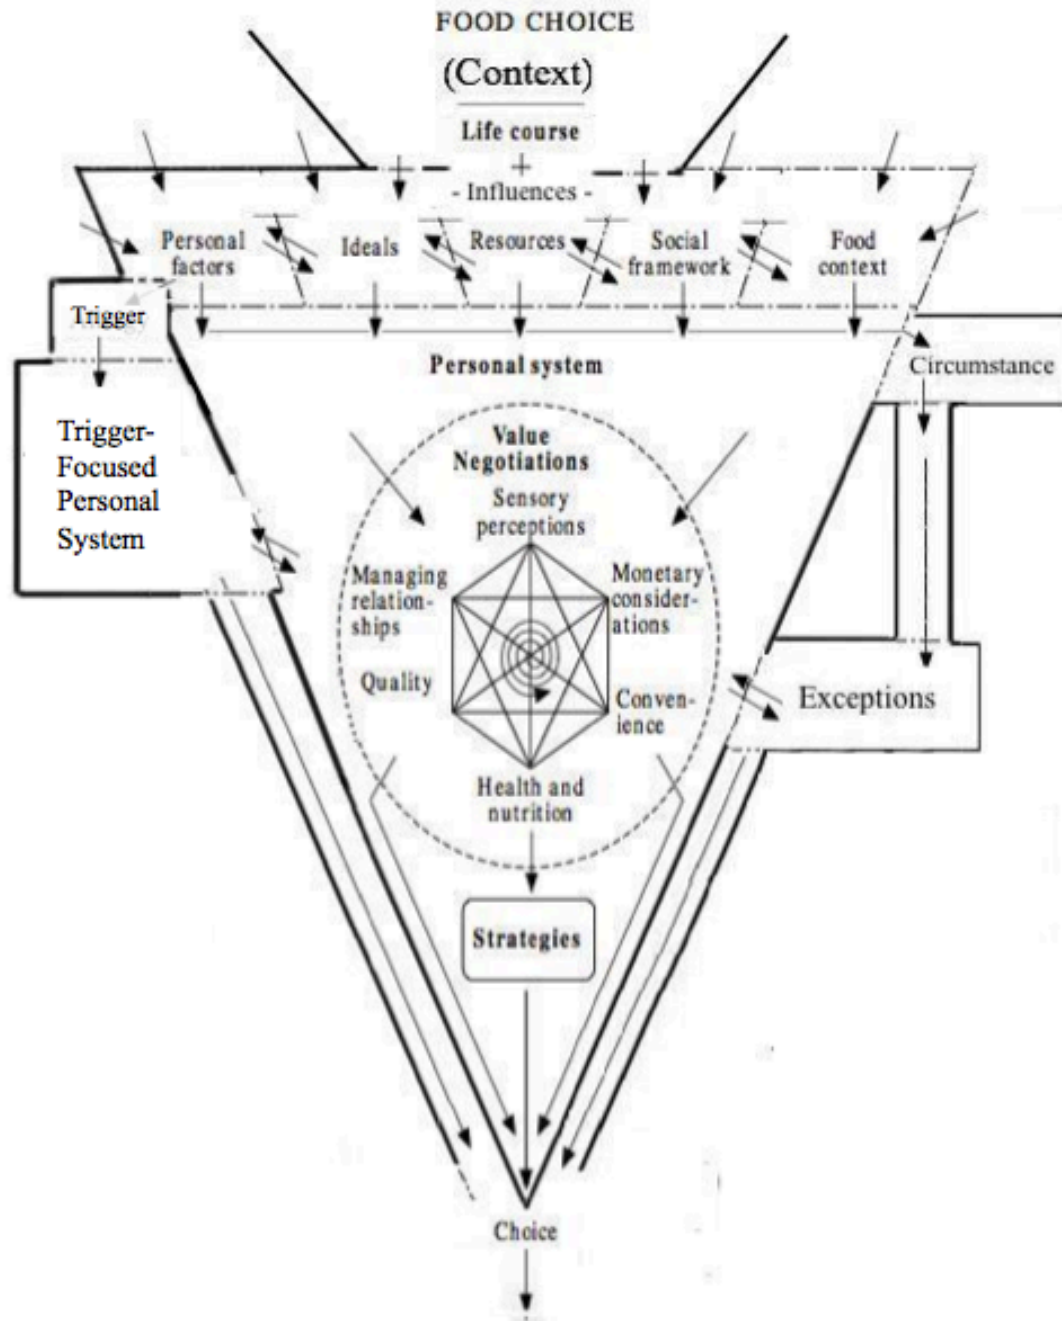 FOOD CHOICE
(Context)
Life course
- Influences -
Personal
factors
Ideals
Resources
Social
framework
Food
context
Trigger
Circumstance
Personal system
Trigger-
Focused
Personal
System
Value
Negotiations
Sensory
perceptions
Managing
relation-
ships
Monetary
consider-
ations
Quality
Conven-
ience
Exceptions
Health and
nutrition
Strategies
Choice